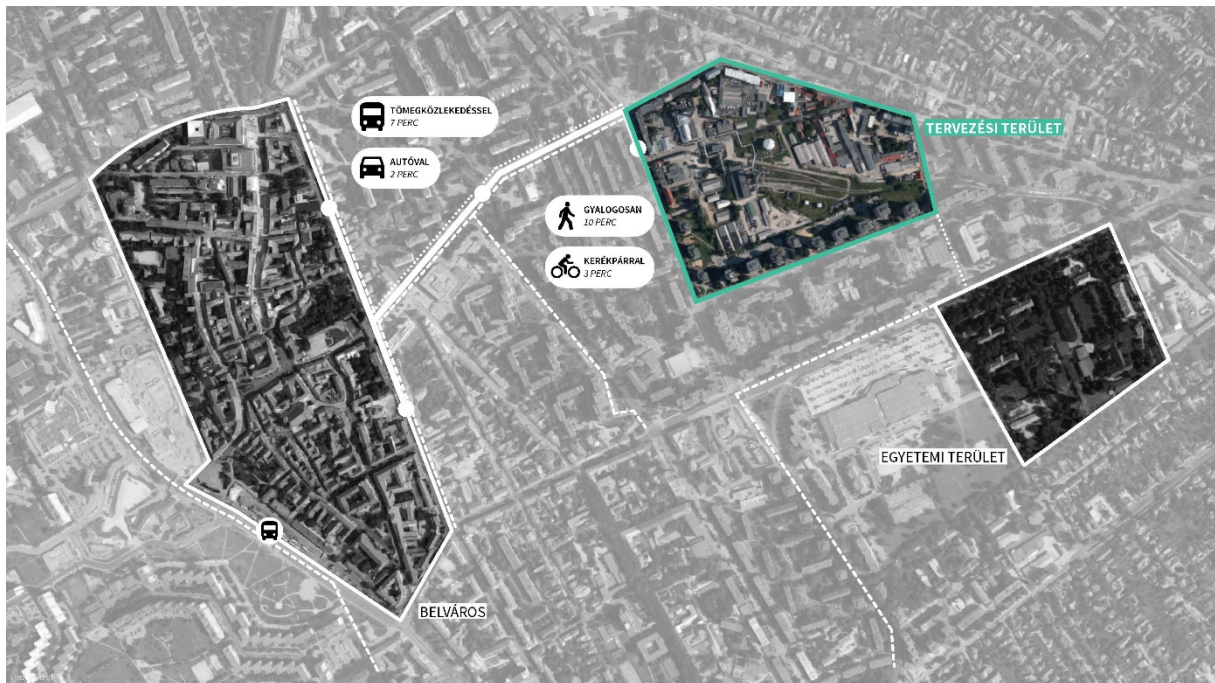 TÖMEGKÖZLEKEDÉSSEL
7 PERC
AUTÓVAL
2 PERC
TERVEZÉSI TERÜLET
GYALOGOSAN
10 PERC
KERÉKPÁRRAL
3 PERC
EGYETEMI TERÜLET
BELVÁROS